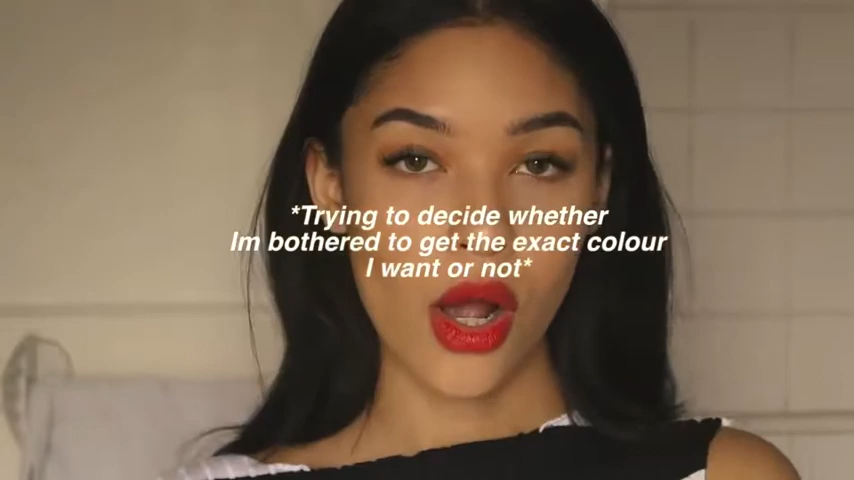 *Trying to decide whether
Im bothered to get the exact colour
I want or not*